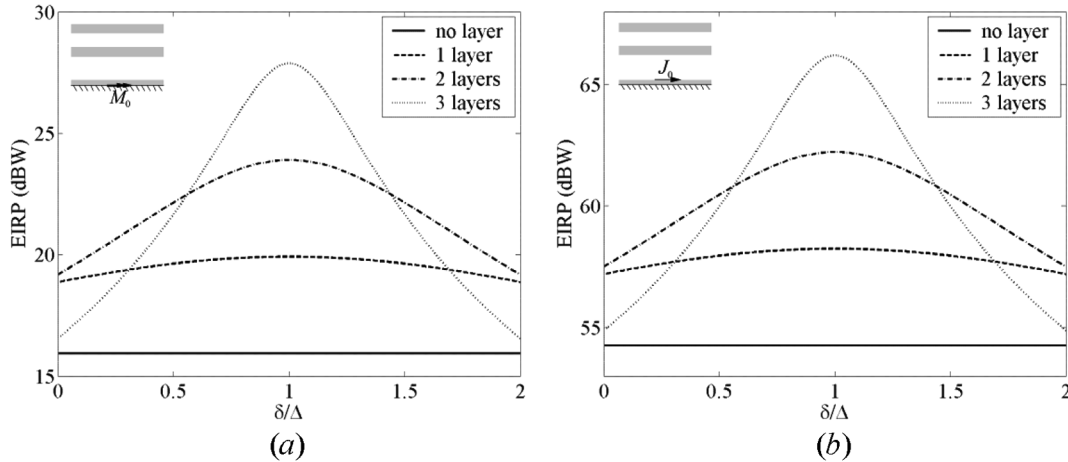 30
25
20
15
EIRP (dBW)
0
0.5
1
1.5
2
δ/Δ
M₀
no layer
1 layer
2 layers
3 layers
(a)
65
60
55
EIRP (dBW)
0
0.5
1
1.5
2
δ/Δ
J₀
no layer
1 layer
2 layers
3 layers
(b)